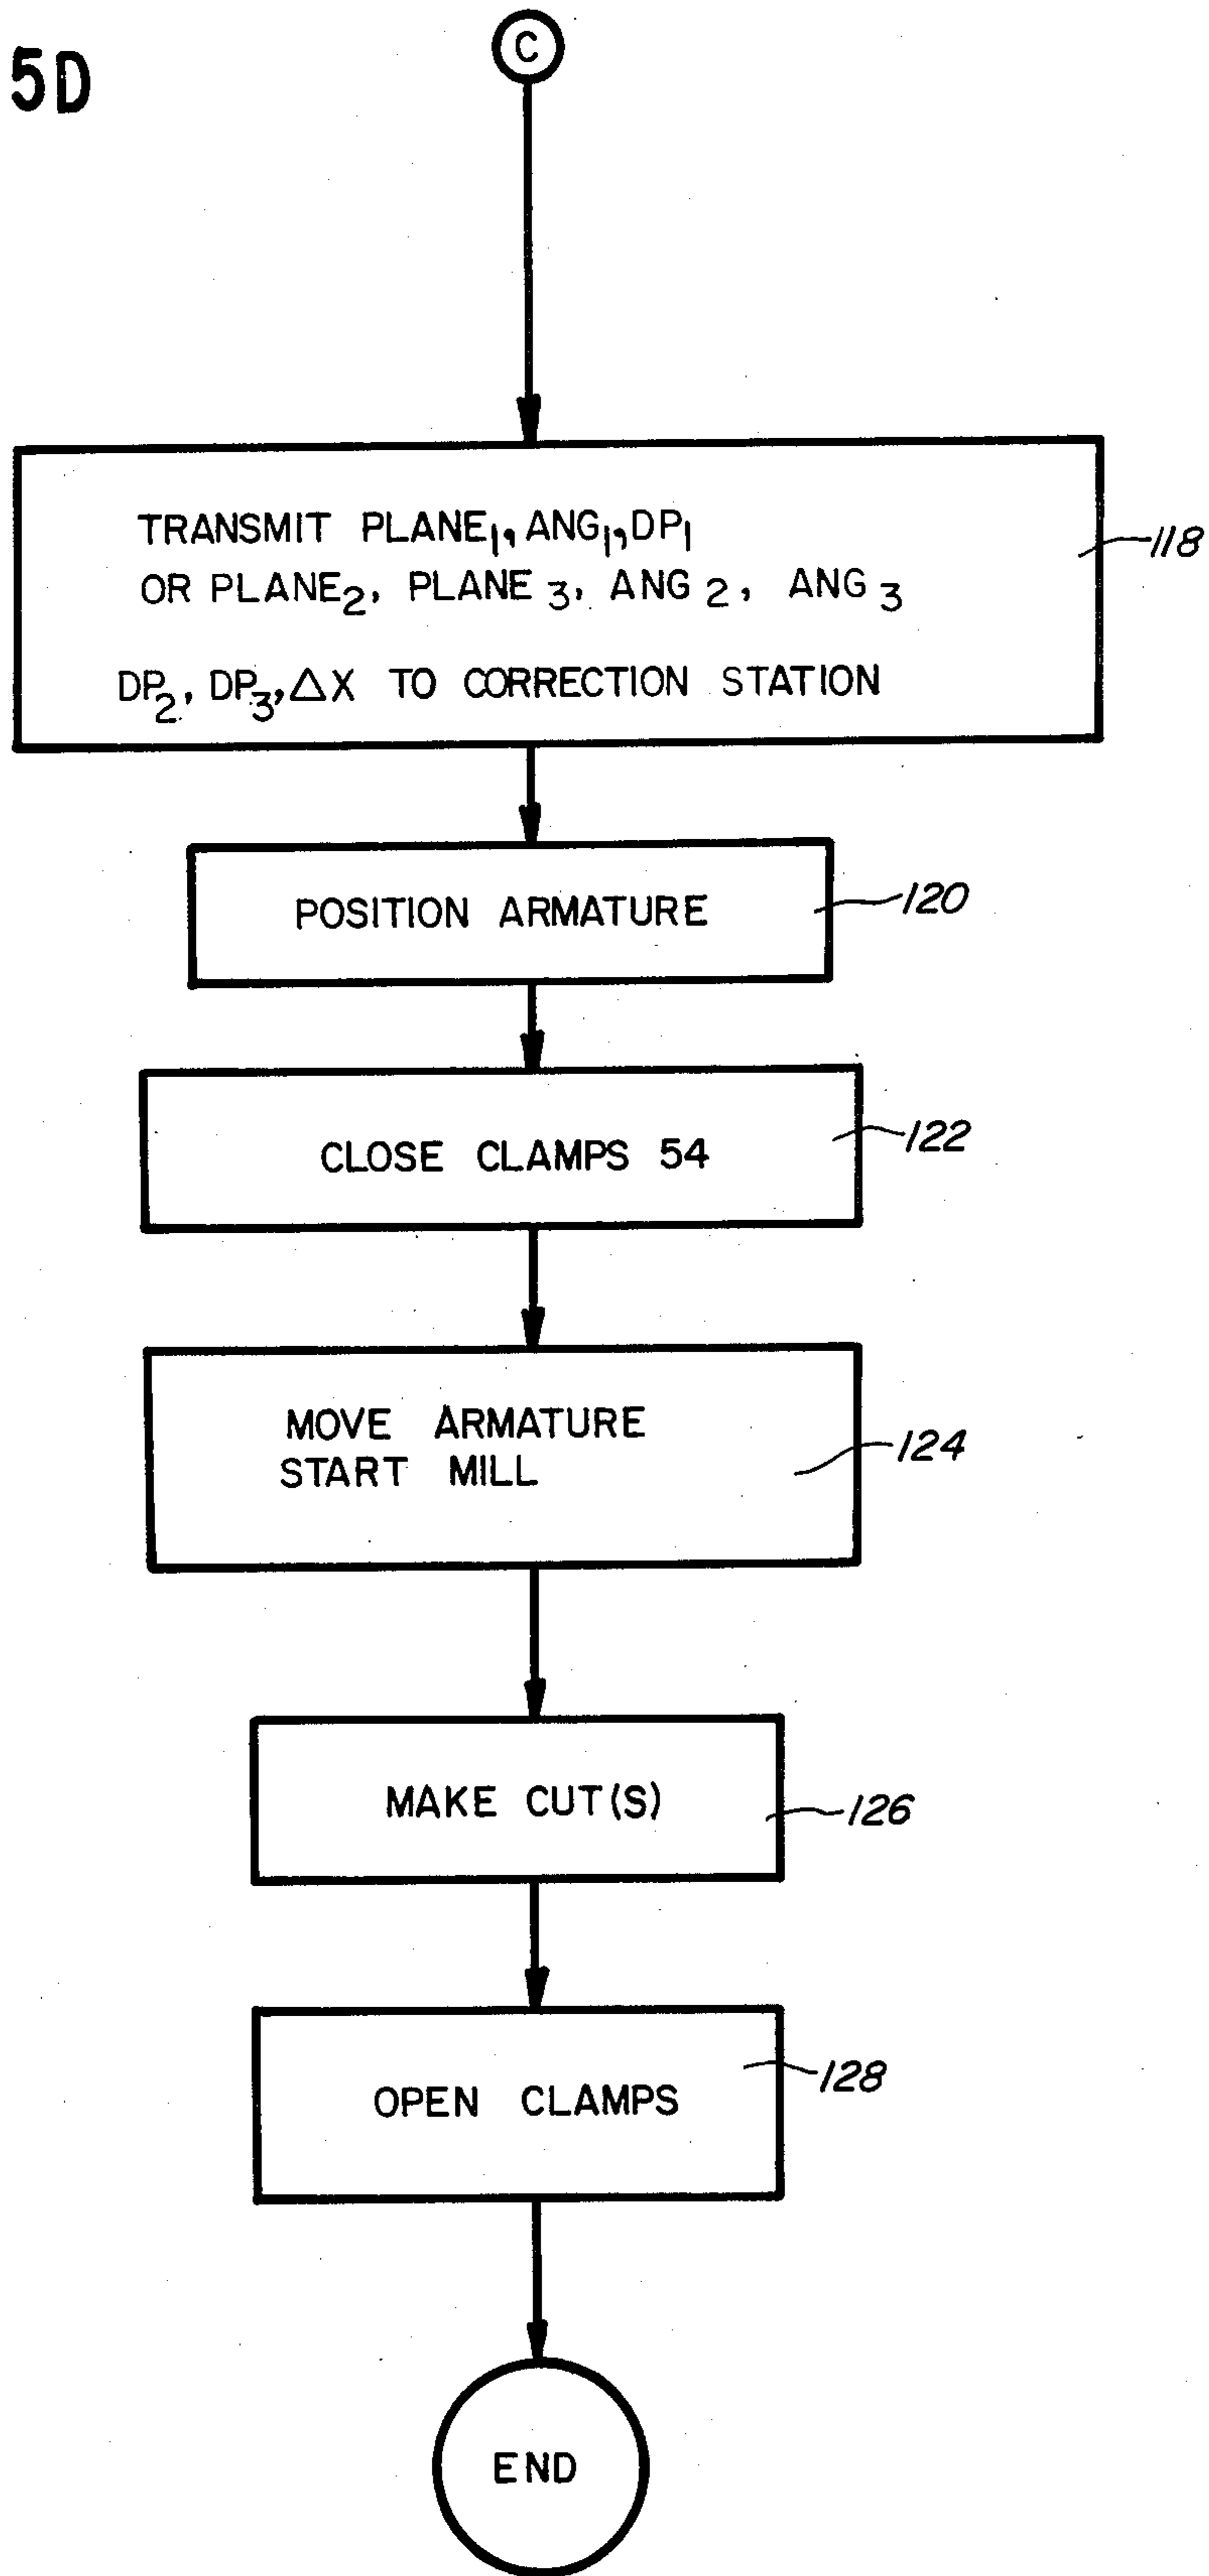 5D
C
TRANSMIT PLANE₁, ANG₁, DP₁
OR PLANE₂, PLANE₃, ANG₂, ANG₃
DP₂, DP₃, ΔX TO CORRECTION STATION
118
POSITION ARMATURE
120
CLOSE CLAMPS 54
122
MOVE ARMATURE
START MILL
124
MAKE CUT(S)
126
OPEN CLAMPS
128
END